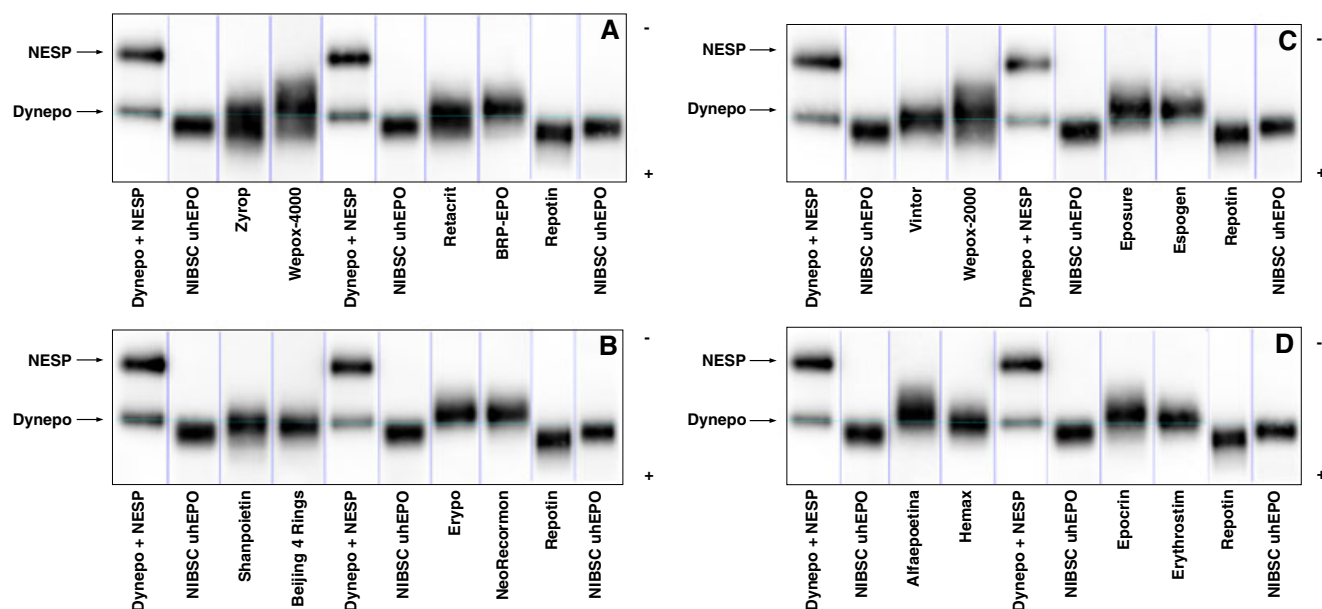 A
NESP
Dynepo
-
+
Dynepo + NESP
NIBSC uhEPO
Zyrop
Wepox-4000
Dynepo + NESP
NIBSC uhEPO
Retacrit
BRP-EPO
Repotin
NIBSC uhEPO
C
NESP
Dynepo
-
+
Dynepo + NESP
NIBSC uhEPO
Vintor
Wepox-2000
Dynepo + NESP
NIBSC uhEPO
Eposure
Espogen
Repotin
NIBSC uhEPO
B
NESP
Dynepo
-
+
Dynepo + NESP
NIBSC uhEPO
Shanpoietin
Beijing 4 Rings
Dynepo + NESP
NIBSC uhEPO
Erypo
NeoRecormon
Repotin
NIBSC uhEPO
D
NESP
Dynepo
-
+
Dynepo + NESP
NIBSC uhEPO
Alfaepoetina
Hemax
Dynepo + NESP
NIBSC uhEPO
Epocrin
Erythrostim
Repotin
NIBSC uhEPO